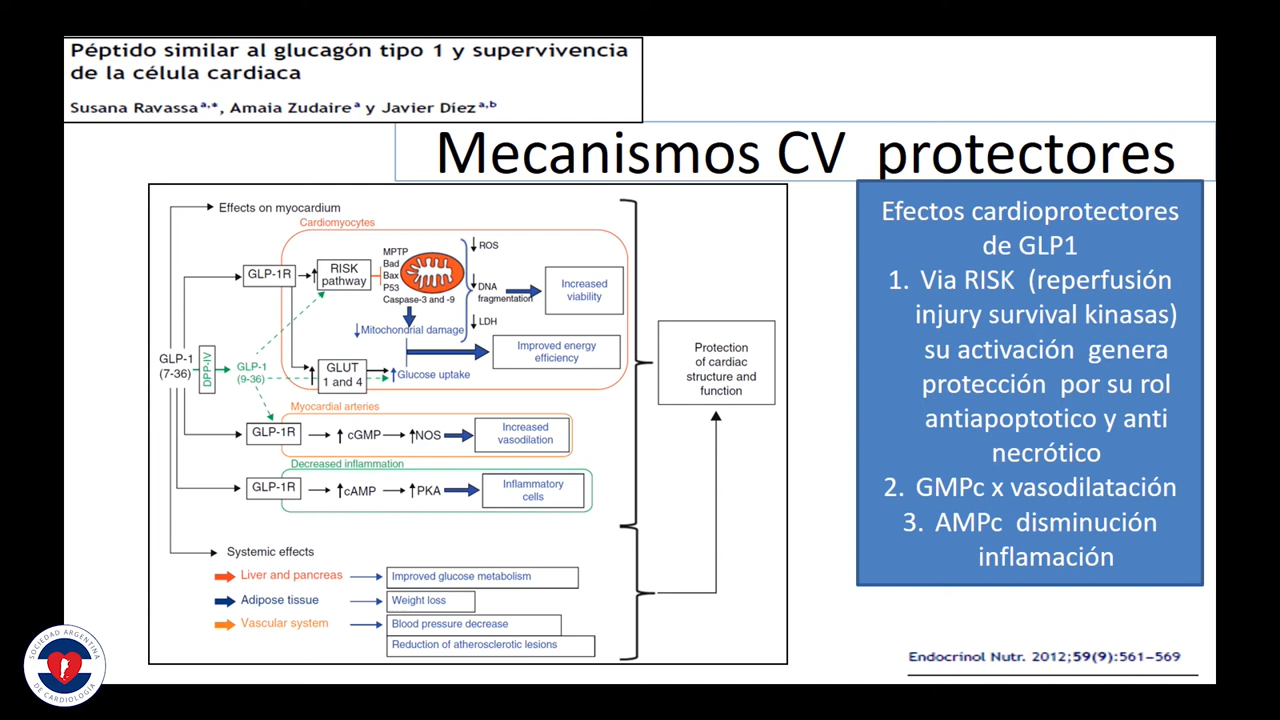 Péptido similar al glucagón tipo 1 y supervivencia
de la célula cardiaca
Susana Ravassa a,*, Amaia Zudaire a y Javier Díez a,b
Mecanismos CV protectores
Effects on myocardium
Cardiomyocytes
GLP-1R
↑
RISK
pathway
MPTP
Bad
Bax
P53
Caspase-3 and -9
↓ROS
↓DNA
fragmentation
↓LDH
Increased
viability
↓Mitochondrial damage
Improved energy
efficiency
GLP-1
(7-36)
DPP-IV
GLP-1
(9-36)
↑
GLUT
1 and 4
↑Glucose uptake
Myocardial arteries
GLP-1R
↑cGMP
↑NOS
Increased
vasodilation
Decreased inflammation
GLP-1R
↑cAMP
↑PKA
Inflammatory
cells
Protection
of cardiac
structure and
function
Systemic effects
Liver and pancreas
Improved glucose metabolism
Adipose tissue
Weight loss
Vascular system
Blood pressure decrease
Reduction of atherosclerotic lesions
Efectos cardioprotectores
de GLP1
1. Via RISK (reperfusión
injury survival kinasas)
su activación genera
protección por su rol
antiapoptotico y anti
necrótico
2. GMPc x vasodilatación
3. AMPc disminución
inflamación
Endocrinol Nutr. 2012;59(9):561–569
SOCIEDAD ARGENTINA
DE CARDIOLOGÍA